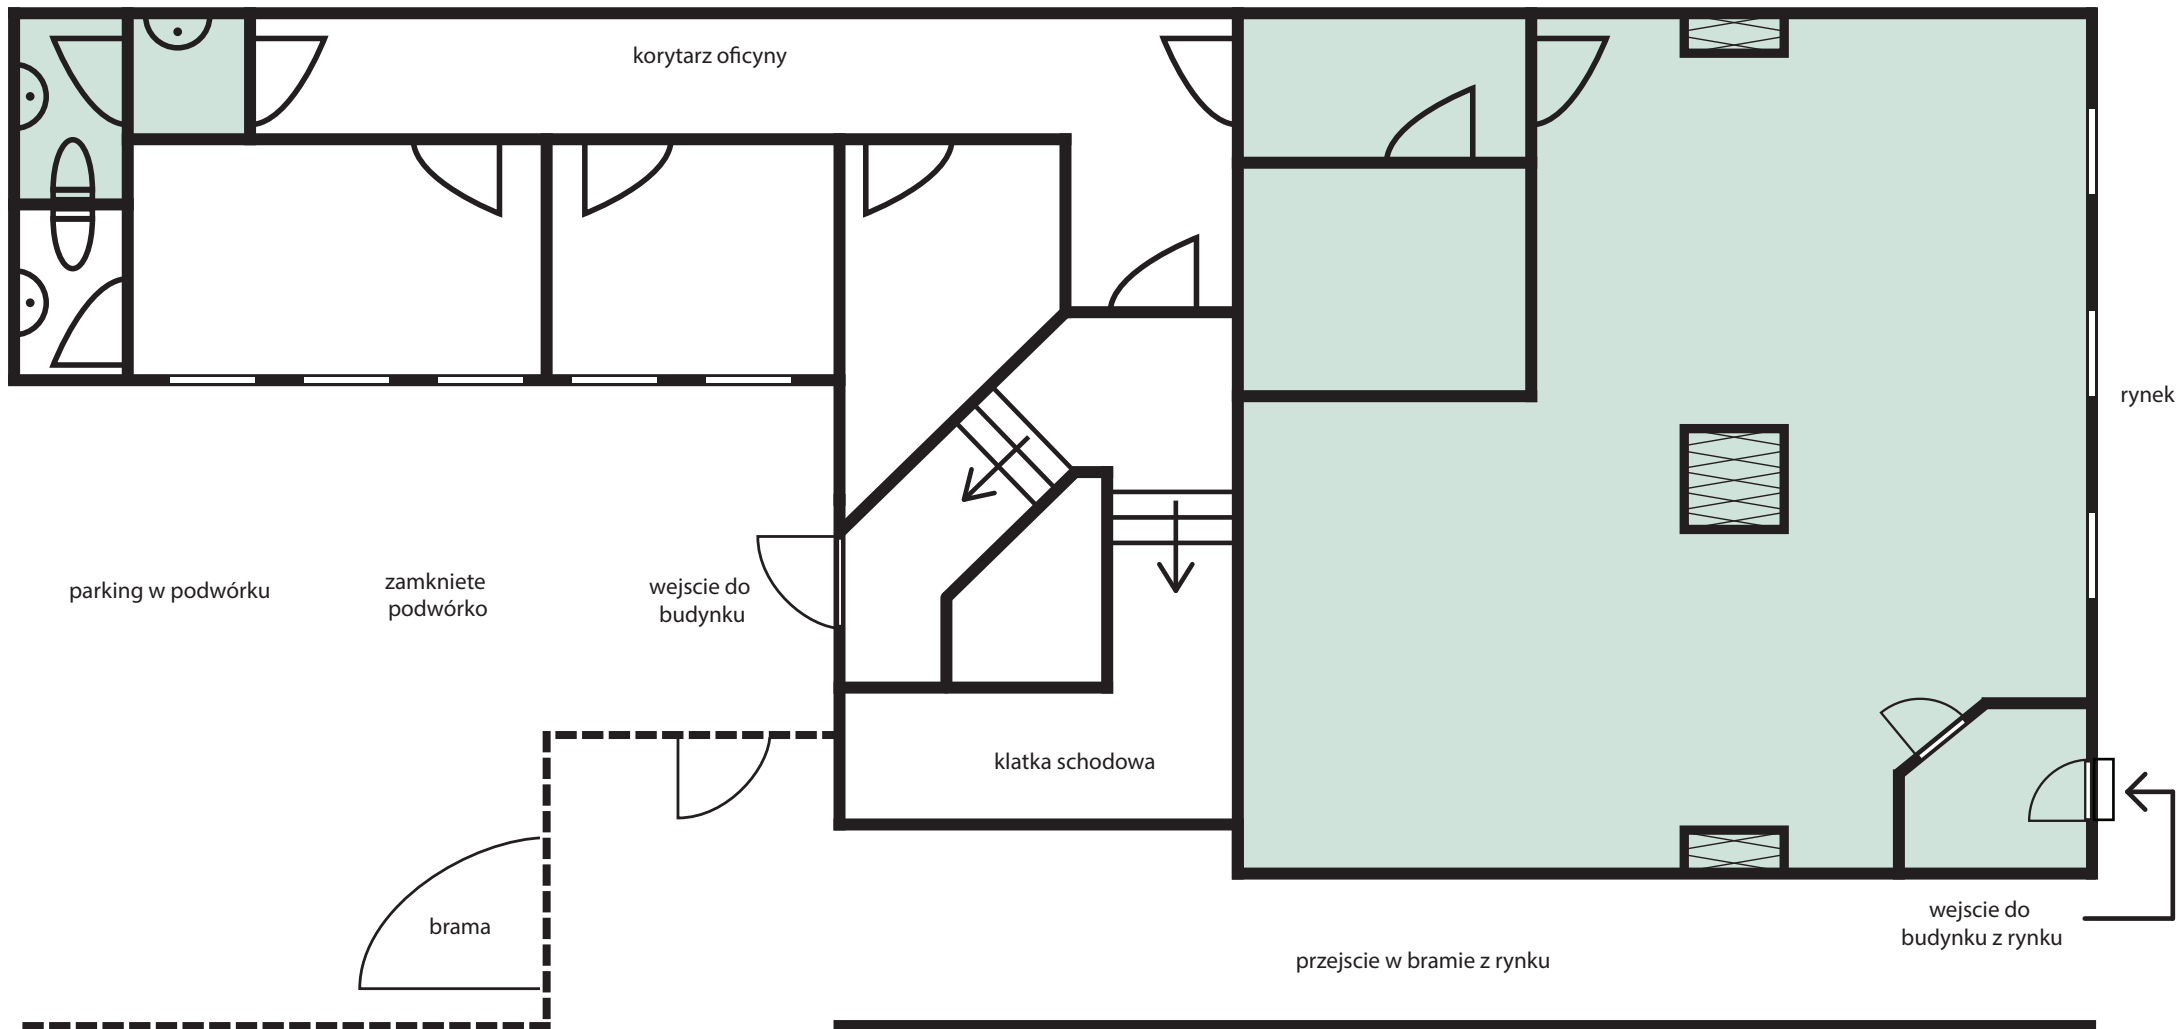 korytarz oficyny
rynek
parking w podwórku
zamkniete
podwórko
wejscie do
budynku
klatka schodowa
brama
wejscie do
budynku z rynku
przejscie w bramie z rynku